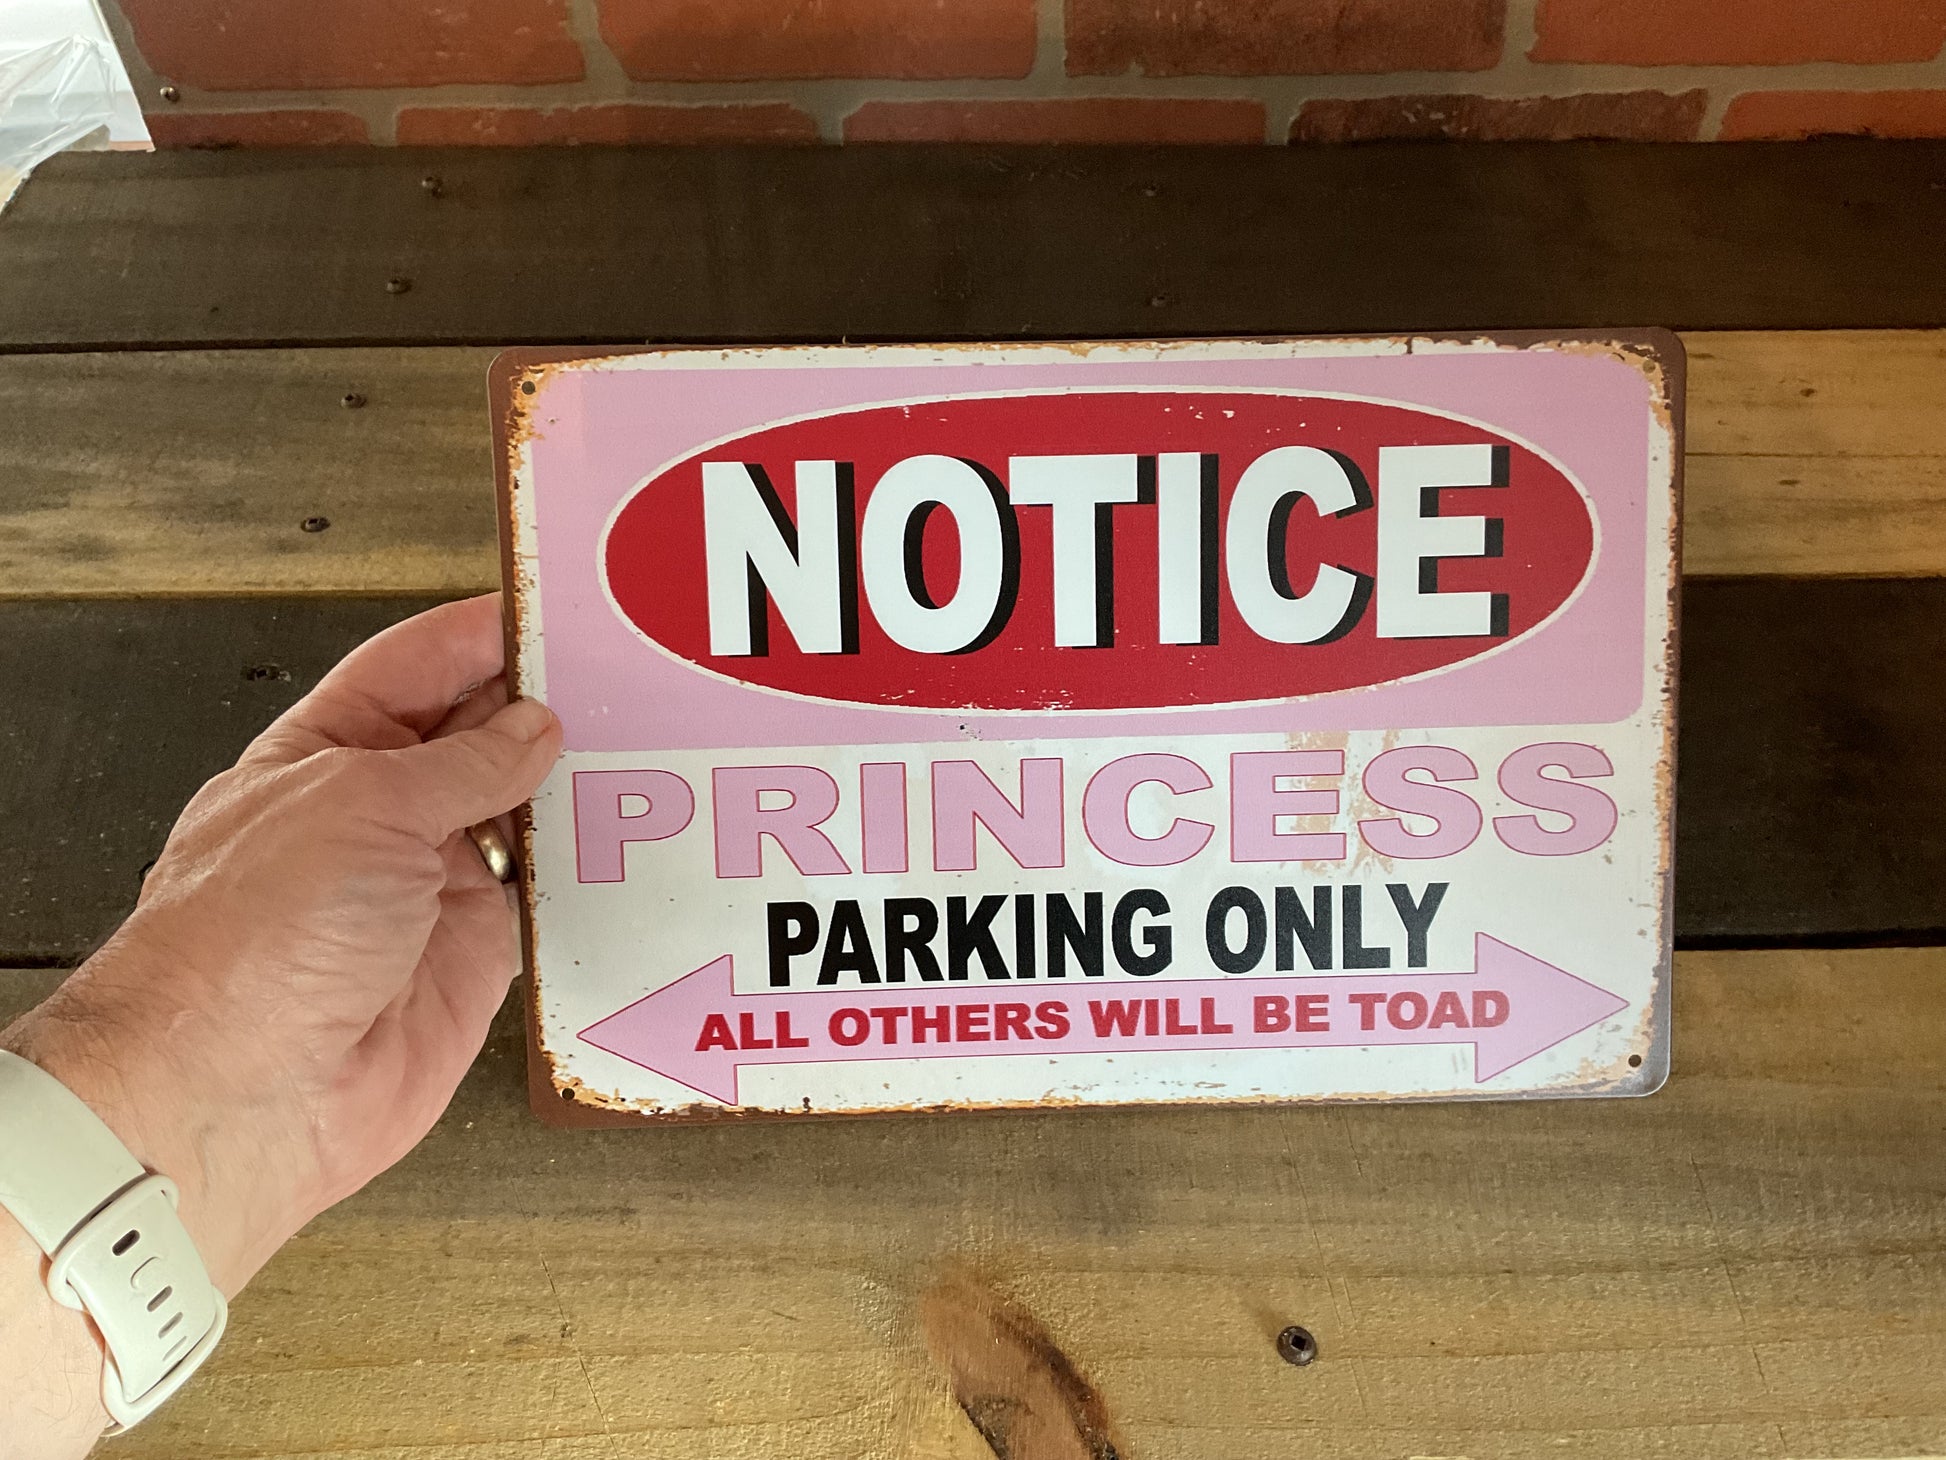 NOTICE
PRINCESS
PARKING ONLY
ALL OTHERS WILL BE TOAD